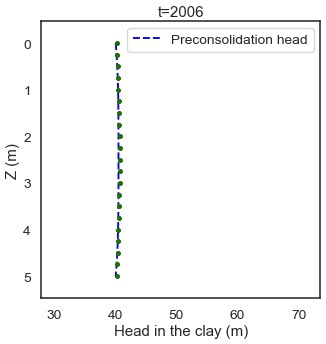 t=2006
Preconsolidation head
0
1
2
3
4
5
Z (m)
30 40 50 60 70
Head in the clay (m)